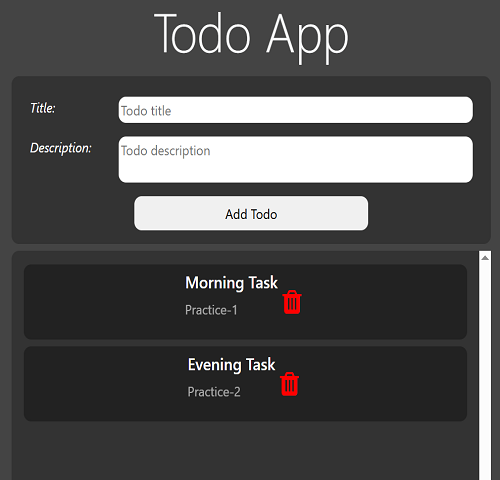 Todo App
Title:
Todo title
Description:
Todo description
Add Todo
Morning Task
Practice-1
Evening Task
Practice-2